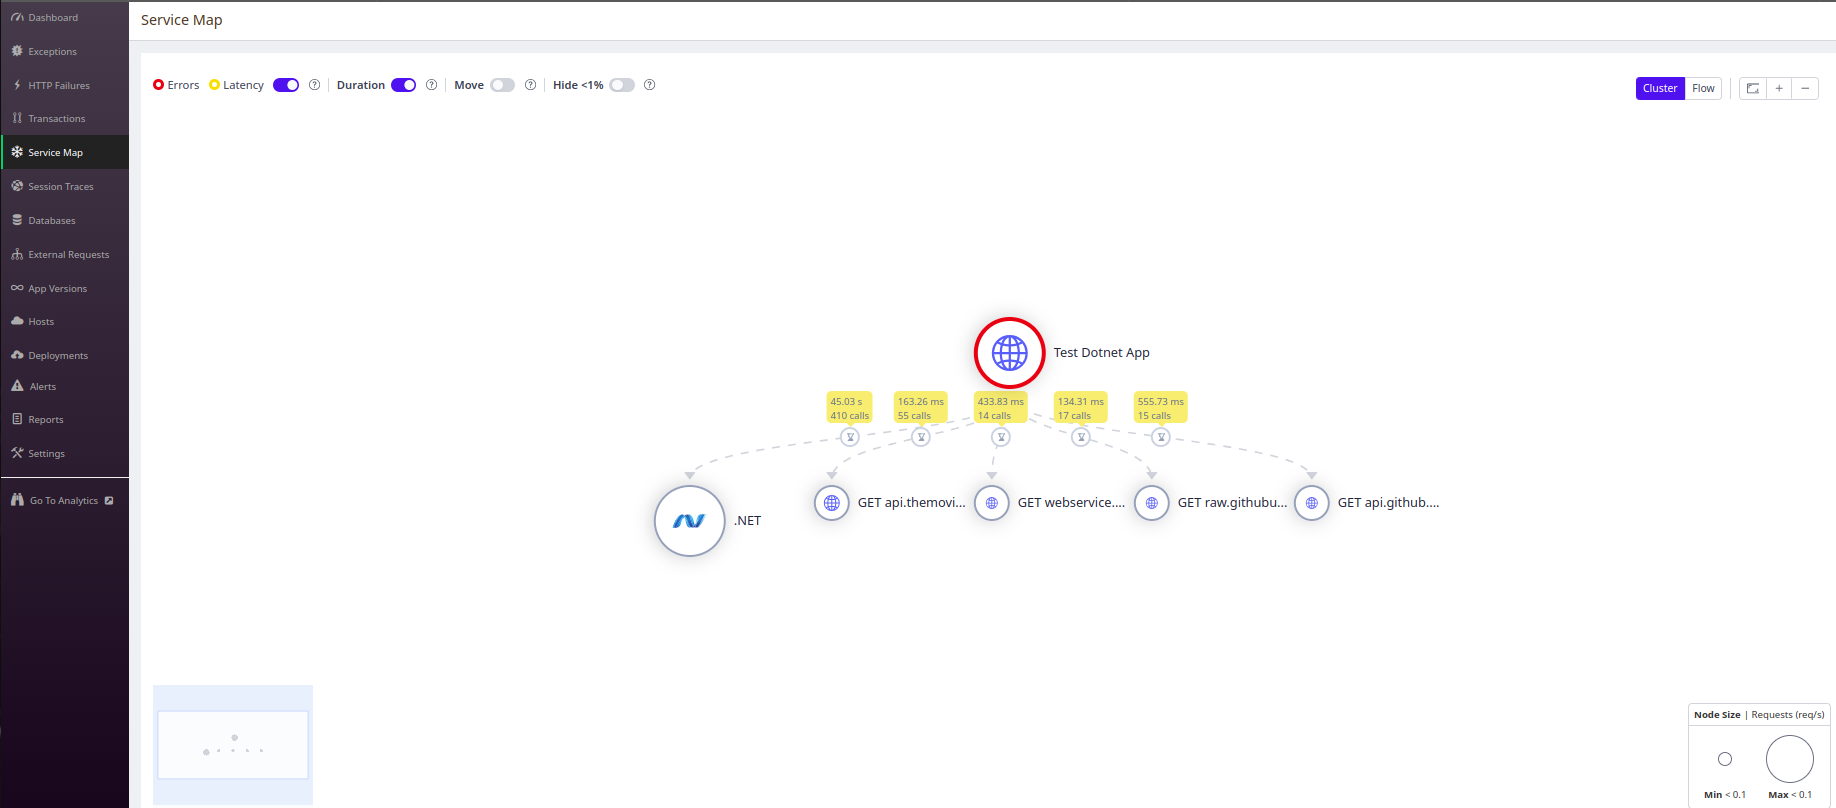 Dashboard
Exceptions
HTTP Failures
Transactions
Service Map
Session Traces
Databases
External Requests
App Versions
Hosts
Deployments
Alerts
Reports
Settings
Go To Analytics
Service Map
Errors Latency Duration Move Hide <1%
Cluster Flow
Test Dotnet App
45.03 s
410 calls
163.26 ms
55 calls
433.83 ms
14 calls
134.31 ms
17 calls
555.73 ms
15 calls
.NET
GET api.themovi...
GET webservice....
GET raw.githubu...
GET api.github....
Node Size | Requests (req/s)
Min < 0.1 Max < 0.1